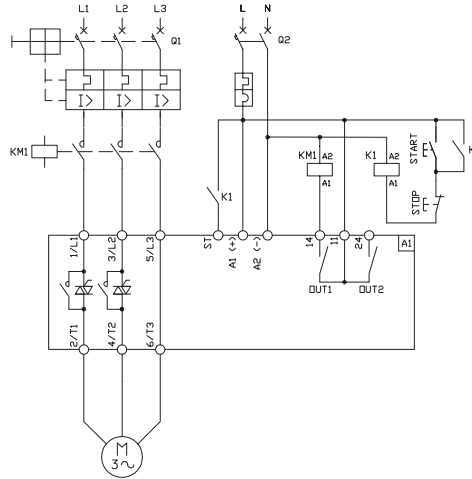 L1 L2 L3 L N
Q1 Q2
I> I> I>
KM1
K1
KM1 A2 A1
K1 A2 A1
START
K
STOP
1/L1 3/L2 5/L3 ST A1 (+) A2 (-) 14 11 24 A1
OUT1 OUT2
2/T1 4/T2 6/T3
M
3~